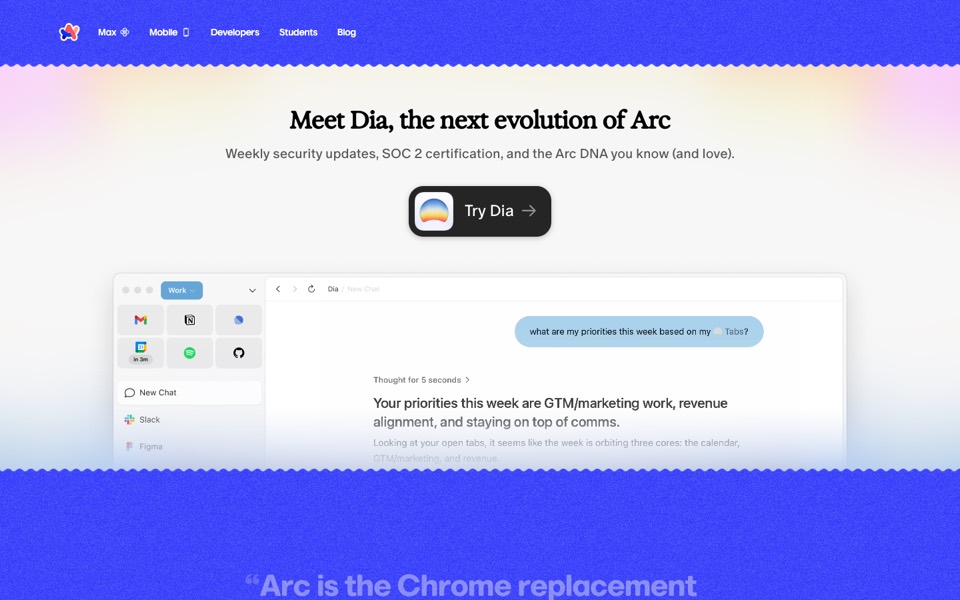 Max
Mobile
Developers
Students
Blog
Meet Dia, the next evolution of Arc
Weekly security updates, SOC 2 certification, and the Arc DNA you know (and love).
Try Dia →
Work
Dia / New Chat
in 3m
what are my priorities this week based on my Tabs?
New Chat
Slack
Figma
Thought for 5 seconds >
Your priorities this week are GTM/marketing work, revenue
alignment, and staying on top of comms.
Looking at your open tabs, it seems like the week is orbiting three cores: the calendar,
GTM/marketing, and revenue.
“Arc is the Chrome replacement